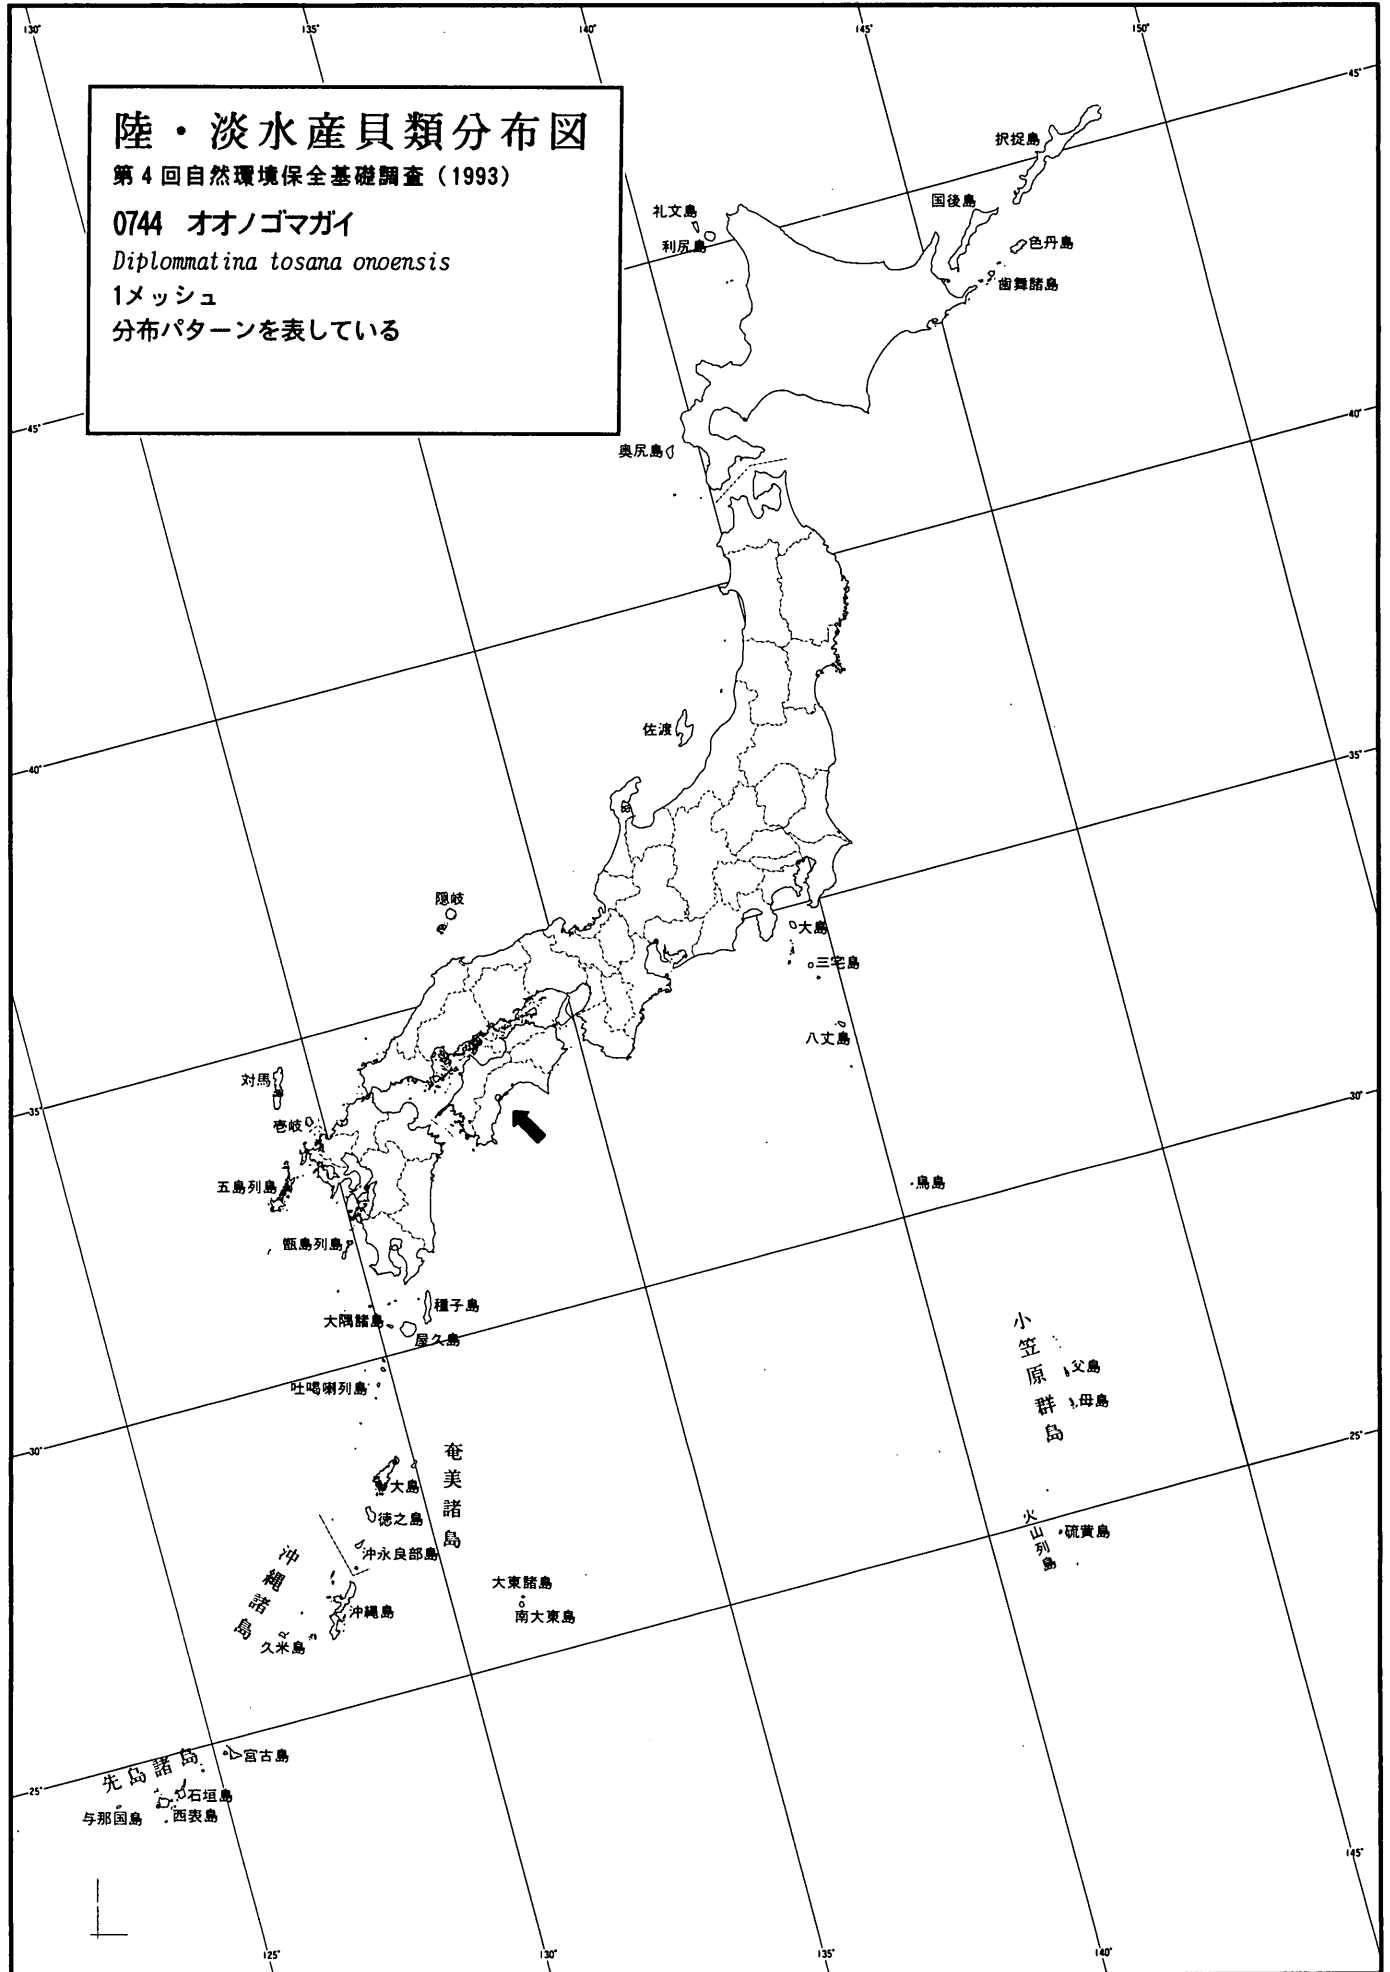 130°
135°
140°
145°
150°
陸・淡水産貝類分布図
第4回自然環境保全基礎調査（1993）
0744 オオノゴマガイ
Diplommatina tosana onoensis
1メッシュ
分布パターンを表している
45°
択捉島
国後島
色丹島
歯舞諸島
礼文島
利尻島
40°
45°
奥尻島
佐渡
35°
40°
隠岐
大島
三宅島
八丈島
対馬
壱岐
35°
30°
五島列島
鳥島
甑島列島
種子島
大隅諸島
屋久島
吐噶喇列島
小笠原群島
父島
母島
25°
30°
奄美諸島
大島
徳之島
沖永良部島
火山列島
硫黄島
沖縄諸島
沖縄島
久米島
大東諸島
南大東島
先島諸島
宮古島
石垣島
西表島
与那国島
25°
145°
125°
130°
135°
140°